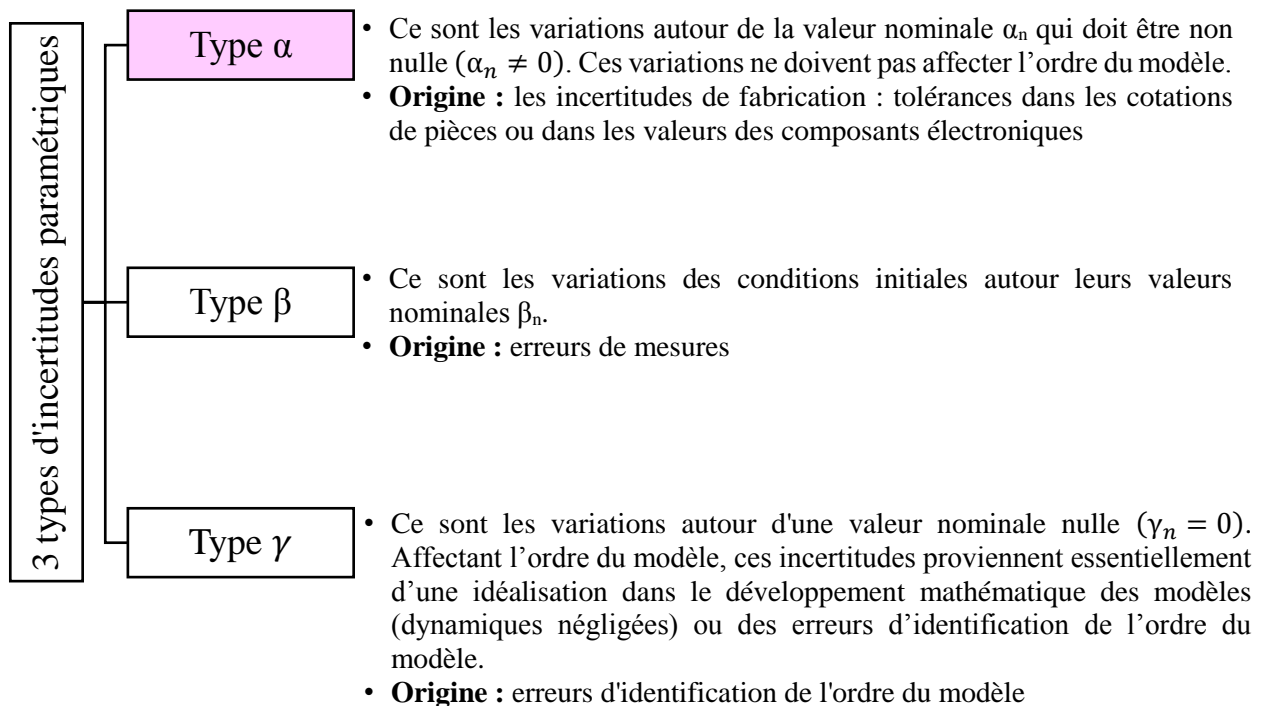 3 types d'incertitudes paramétriques
Type α
• Ce sont les variations autour de la valeur nominale αₙ qui doit être non
nulle (αₙ ≠ 0). Ces variations ne doivent pas affecter l’ordre du modèle.
• Origine : les incertitudes de fabrication : tolérances dans les cotations
de pièces ou dans les valeurs des composants électroniques
Type β
• Ce sont les variations des conditions initiales autour leurs valeurs
nominales βₙ.
• Origine : erreurs de mesures
Type γ
• Ce sont les variations autour d'une valeur nominale nulle (γₙ = 0).
Affectant l’ordre du modèle, ces incertitudes proviennent essentiellement
d’une idéalisation dans le développement mathématique des modèles
(dynamiques négligées) ou des erreurs d’identification de l’ordre du
modèle.
• Origine : erreurs d'identification de l'ordre du modèle